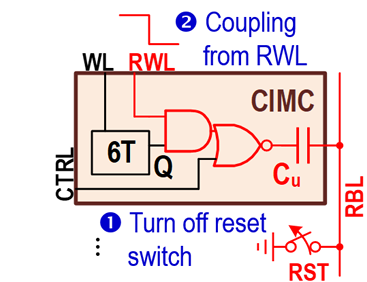 ❷ Coupling
from RWL
WL RWL
CIMC
6T
Q
Cu
CTRL
RBL
❶ Turn off reset
switch
RST